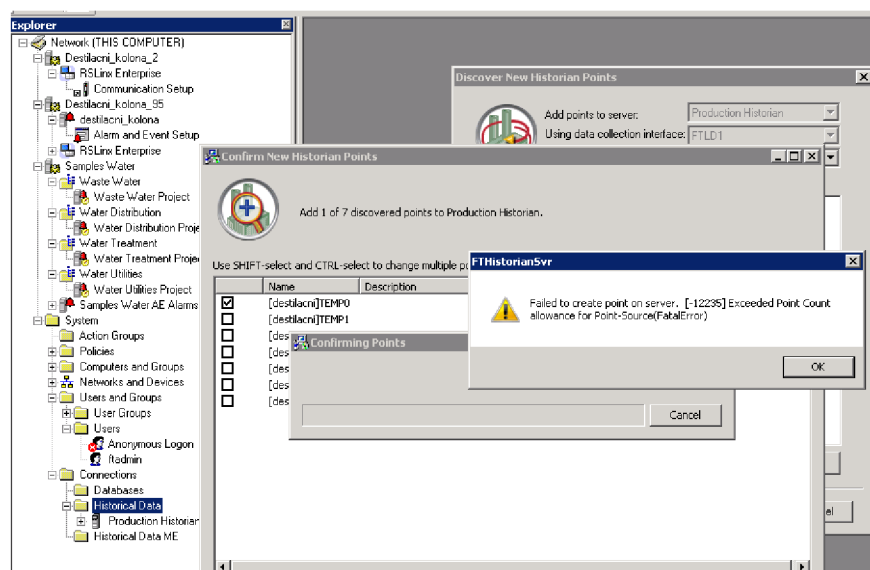 Explorer
Network (THIS COMPUTER)
Destilacni_kolona_2
RSLinx Enterprise
Communication Setup
Destilacni_kolona_95
destilacni_kolona
Alarm and Event Setup
RSLinx Enterprise
Samples Water
Waste Water
Waste Water Project
Water Distribution
Water Distribution Proje
Water Treatment
Water Treatment Proje
Water Utilities
Water Utilities Project
Samples Water AE Alarms
System
Action Groups
Policies
Computers and Groups
Networks and Devices
Users and Groups
User Groups
Users
Anonymous Logon
ftadmin
Connections
Databases
Historical Data
Production Historian
Historical Data ME
Discover New Historian Points
Add points to server:
Production Historian
Using data collection interface:
FTLD1
Confirm New Historian Points
Add 1 of 7 discovered points to Production Historian.
Use SHIFT-select and CTRL-select to change multiple po
Name Description
[destilacni]TEMP0
[destilacni]TEMP1
[des
[des
[des
[des
[des
Confirming Points
Cancel
FTHistorianSvr
Failed to create point on server. [-12235] Exceeded Point Count
allowance for Point-Source(FatalError)
OK
el